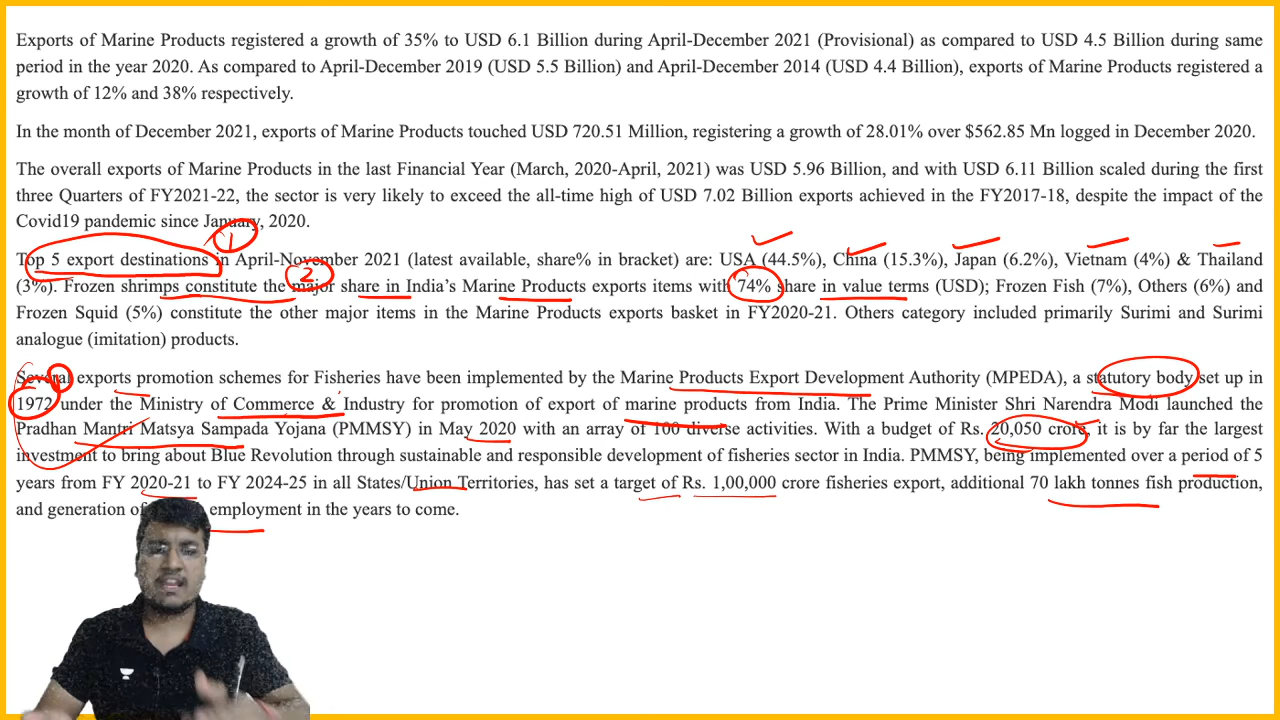 Exports of Marine Products registered a growth of 35% to USD 6.1 Billion during April-December 2021 (Provisional) as compared to USD 4.5 Billion during same
period in the year 2020. As compared to April-December 2019 (USD 5.5 Billion) and April-December 2014 (USD 4.4 Billion), exports of Marine Products registered a
growth of 12% and 38% respectively.
In the month of December 2021, exports of Marine Products touched USD 720.51 Million, registering a growth of 28.01% over $562.85 Mn logged in December 2020.
The overall exports of Marine Products in the last Financial Year (March, 2020-April, 2021) was USD 5.96 Billion, and with USD 6.11 Billion scaled during the first
three Quarters of FY2021-22, the sector is very likely to exceed the all-time high of USD 7.02 Billion exports achieved in the FY2017-18, despite the impact of the
Covid19 pandemic since January, 2020.
1
Top 5 export destinations in April-November 2021 (latest available, share% in bracket) are: USA (44.5%), China (15.3%), Japan (6.2%), Vietnam (4%) & Thailand
2
(3%). Frozen shrimps constitute the major share in India's Marine Products exports items with 74% share in value terms (USD); Frozen Fish (7%), Others (6%) and
Frozen Squid (5%) constitute the other major items in the Marine Products exports basket in FY2020-21. Others category included primarily Surimi and Surimi
analogue (imitation) products.
Several exports promotion schemes for Fisheries have been implemented by the Marine Products Export Development Authority (MPEDA), a statutory body set up in
1972 under the Ministry of Commerce & Industry for promotion of export of marine products from India. The Prime Minister Shri Narendra Modi launched the
Pradhan Mantri Matsya Sampada Yojana (PMMSY) in May 2020 with an array of 100 diverse activities. With a budget of Rs. 20,050 crore, it is by far the largest
investment to bring about Blue Revolution through sustainable and responsible development of fisheries sector in India. PMMSY, being implemented over a period of 5
years from FY 2020-21 to FY 2024-25 in all States/Union Territories, has set a target of Rs. 1,00,000 crore fisheries export, additional 70 lakh tonnes fish production,
and generation of employment in the years to come.